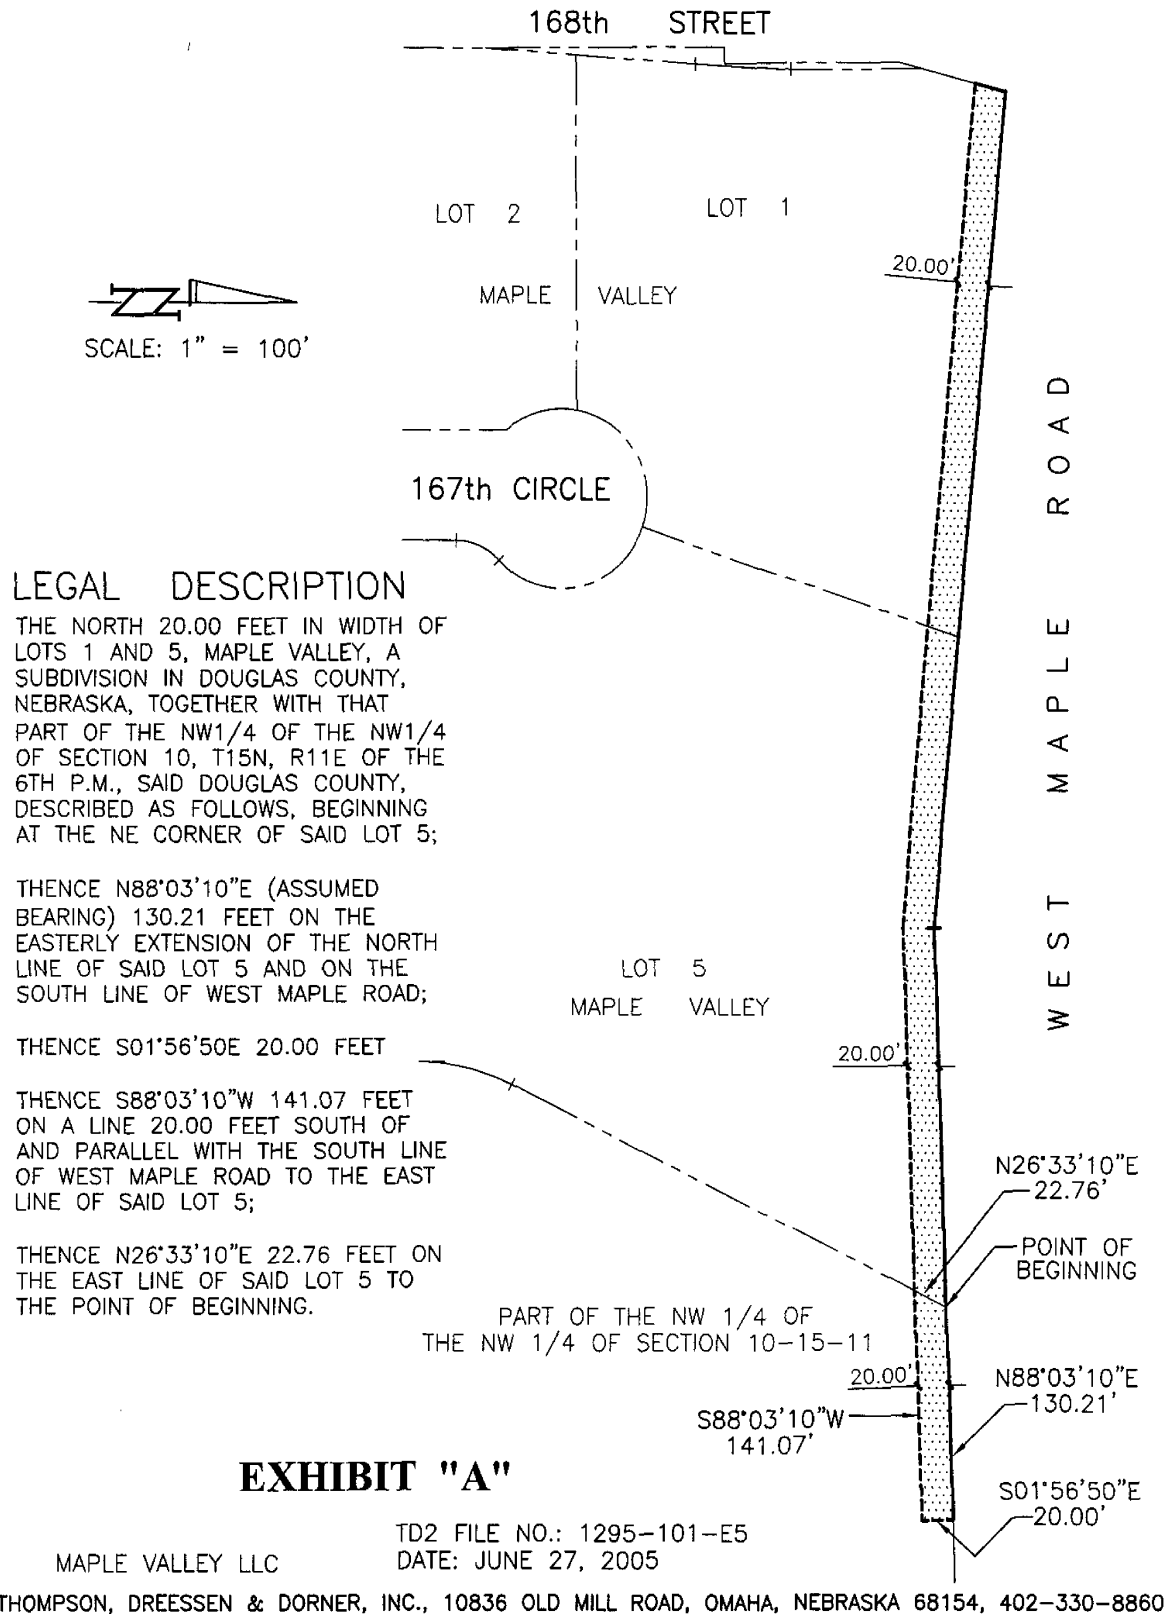 168th STREET
LOT 2
LOT 1
20.00'
MAPLE VALLEY
SCALE: 1" = 100'
167th CIRCLE
WEST MAPLE ROAD
LEGAL DESCRIPTION
THE NORTH 20.00 FEET IN WIDTH OF
LOTS 1 AND 5, MAPLE VALLEY, A
SUBDIVISION IN DOUGLAS COUNTY,
NEBRASKA, TOGETHER WITH THAT
PART OF THE NW1/4 OF THE NW1/4
OF SECTION 10, T15N, R11E OF THE
6TH P.M., SAID DOUGLAS COUNTY,
DESCRIBED AS FOLLOWS, BEGINNING
AT THE NE CORNER OF SAID LOT 5;
THENCE N88°03'10"E (ASSUMED
BEARING) 130.21 FEET ON THE
EASTERLY EXTENSION OF THE NORTH
LINE OF SAID LOT 5 AND ON THE
SOUTH LINE OF WEST MAPLE ROAD;
THENCE S01°56'50E 20.00 FEET
THENCE S88°03'10"W 141.07 FEET
ON A LINE 20.00 FEET SOUTH OF
AND PARALLEL WITH THE SOUTH LINE
OF WEST MAPLE ROAD TO THE EAST
LINE OF SAID LOT 5;
THENCE N26°33'10"E 22.76 FEET ON
THE EAST LINE OF SAID LOT 5 TO
THE POINT OF BEGINNING.
LOT 5
MAPLE VALLEY
20.00'
N26°33'10"E
22.76'
POINT OF
BEGINNING
PART OF THE NW 1/4 OF
THE NW 1/4 OF SECTION 10-15-11
20.00'
N88°03'10"E
130.21'
S88°03'10"W
141.07'
S01°56'50"E
20.00'
EXHIBIT "A"
TD2 FILE NO.: 1295-101-E5
MAPLE VALLEY LLC
DATE: JUNE 27, 2005
THOMPSON, DREESSEN & DORNER, INC., 10836 OLD MILL ROAD, OMAHA, NEBRASKA 68154, 402-330-8860